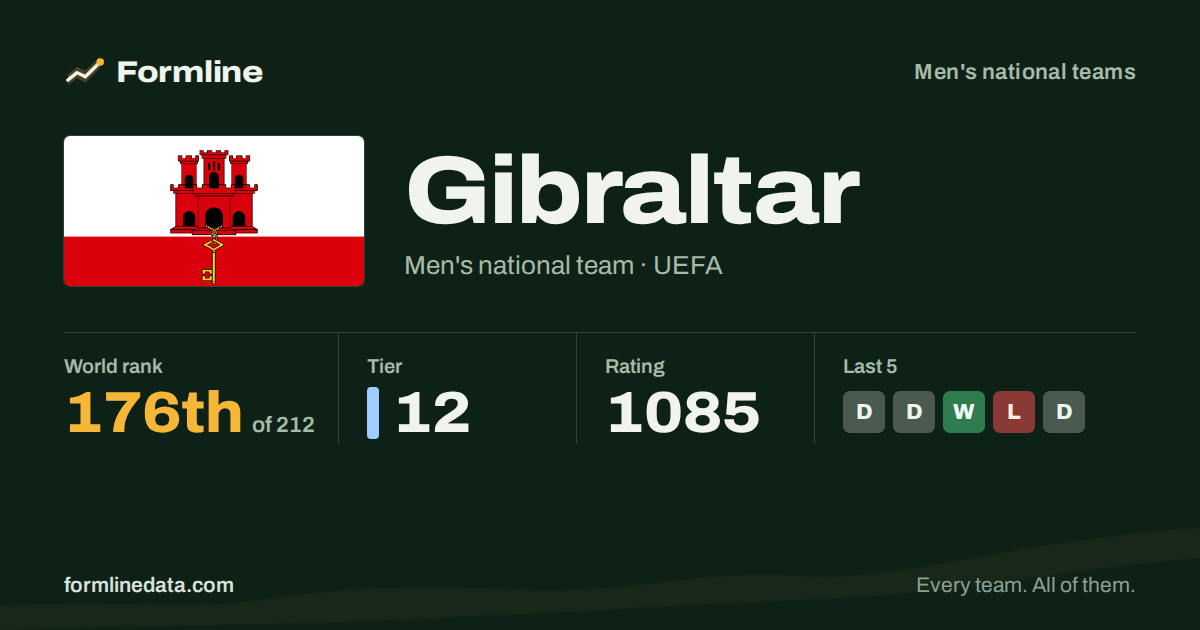 Formline
Men's national teams
Gibraltar
Men's national team · UEFA
World rank
176th of 212
Tier
12
Rating
1085
Last 5
D D W L D
formlinedata.com
Every team. All of them.